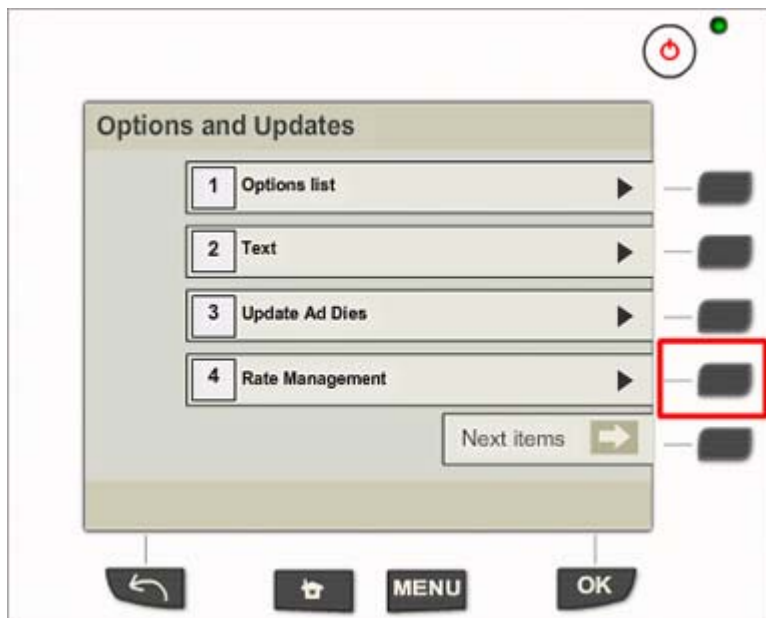 Options and Updates
1 Options list
2 Text
3 Update Ad Dies
4 Rate Management
Next items
MENU
OK